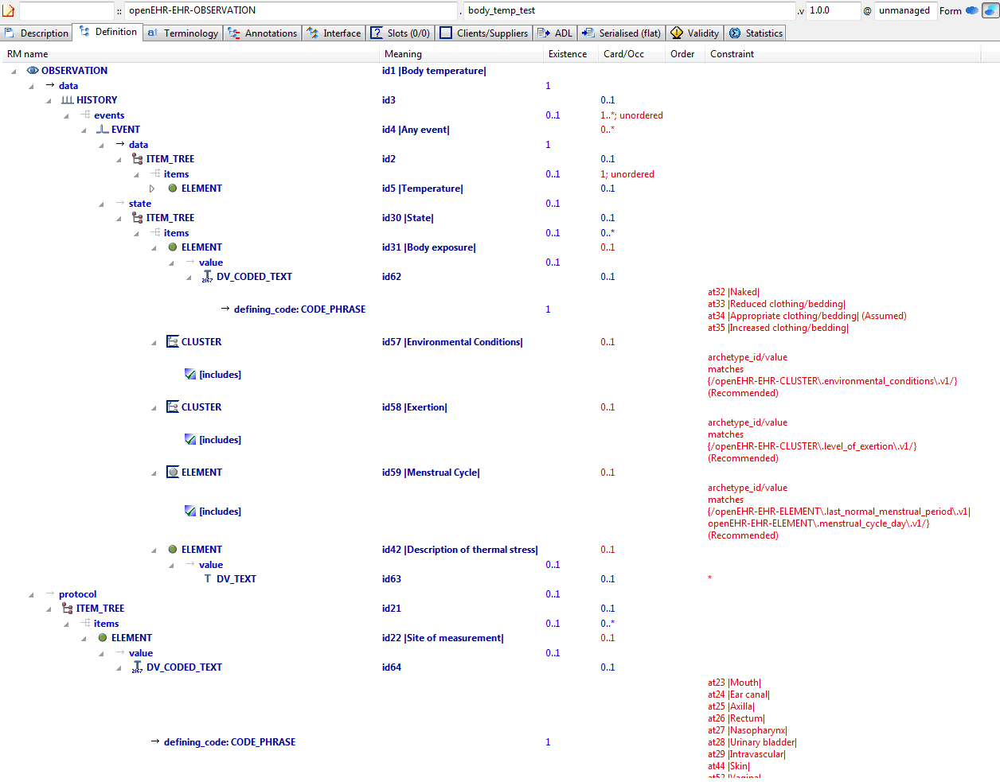 :: openEHR-EHR-OBSERVATION . body_temp_test .v 1.0.0 @ unmanaged Form
Description Definition Terminology Annotations Interface Slots (0/0) Clients/Suppliers ADL Serialised (flat) Validity Statistics
RM name Meaning Existence Card/Occ Order Constraint
OBSERVATION id1 |Body temperature|
data 1
HISTORY id3 0..1
events 0..1 1..*; unordered
EVENT id4 |Any event| 0..*
data 1
ITEM_TREE id2 0..1
items 0..1 1; unordered
ELEMENT id5 |Temperature| 0..1
state 0..1
ITEM_TREE id30 |State| 0..1
items 0..1 0..*
ELEMENT id31 |Body exposure| 0..1
value 0..1
DV_CODED_TEXT id62 0..1
at32 |Naked|
at33 |Reduced clothing/bedding|
defining_code: CODE_PHRASE 1
at34 |Appropriate clothing/bedding| (Assumed)
at35 |Increased clothing/bedding|
CLUSTER id57 |Environmental Conditions| 0..1
archetype_id/value
matches
[includes]
{/openEHR-EHR-CLUSTER\.environmental_conditions\.v1/}
(Recommended)
CLUSTER id58 |Exertion| 0..1
archetype_id/value
matches
[includes]
{/openEHR-EHR-CLUSTER\.level_of_exertion\.v1/}
(Recommended)
ELEMENT id59 |Menstrual Cycle| 0..1
archetype_id/value
matches
[includes] {/openEHR-EHR-ELEMENT\.last_normal_menstrual_period\.v1|
openEHR-EHR-ELEMENT\.menstrual_cycle_day\.v1/}
(Recommended)
ELEMENT id42 |Description of thermal stress| 0..1
value 0..1
DV_TEXT id63 0..1 *
protocol 0..1
ITEM_TREE id21 0..1
items 0..1 0..*
ELEMENT id22 |Site of measurement| 0..1
value 0..1
DV_CODED_TEXT id64 0..1
at23 |Mouth|
at24 |Ear canal|
at25 |Axilla|
at26 |Rectum|
at27 |Nasopharynx|
defining_code: CODE_PHRASE 1 at28 |Urinary bladder|
at29 |Intravascular|
at44 |Skin|
at52 |Vagina|